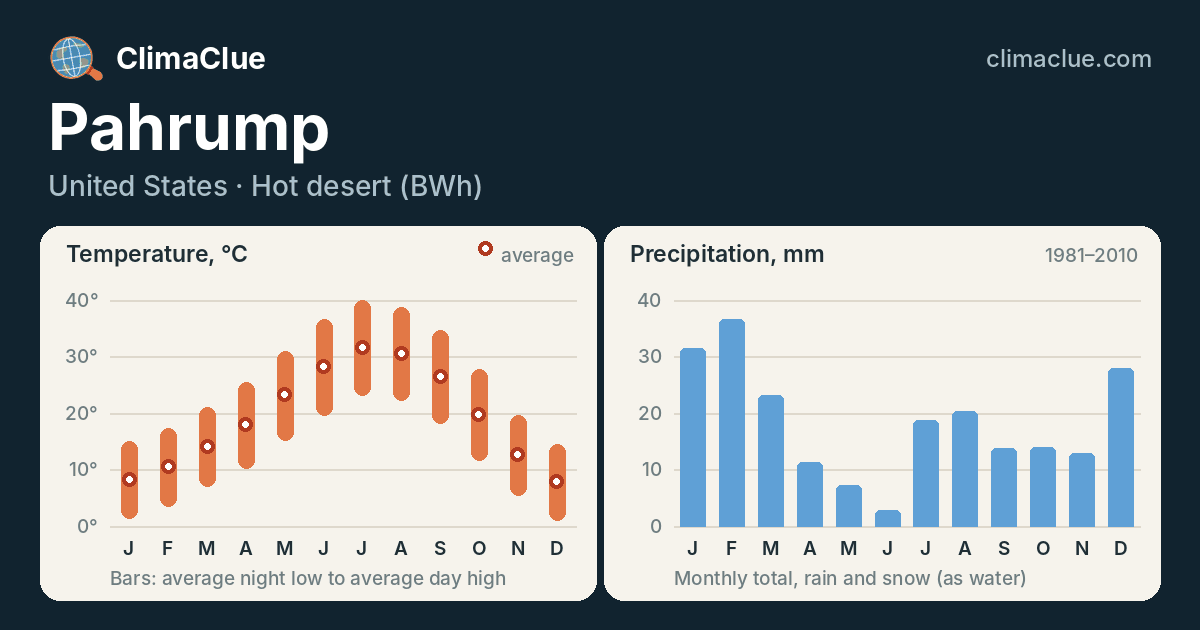 ClimaClue
climaclue.com
Pahrump
United States · Hot desert (BWh)
Temperature, °C
average
40°
30°
20°
10°
0°
J F M A M J J A S O N D
Bars: average night low to average day high
Precipitation, mm
1981–2010
40
30
20
10
0
J F M A M J J A S O N D
Monthly total, rain and snow (as water)